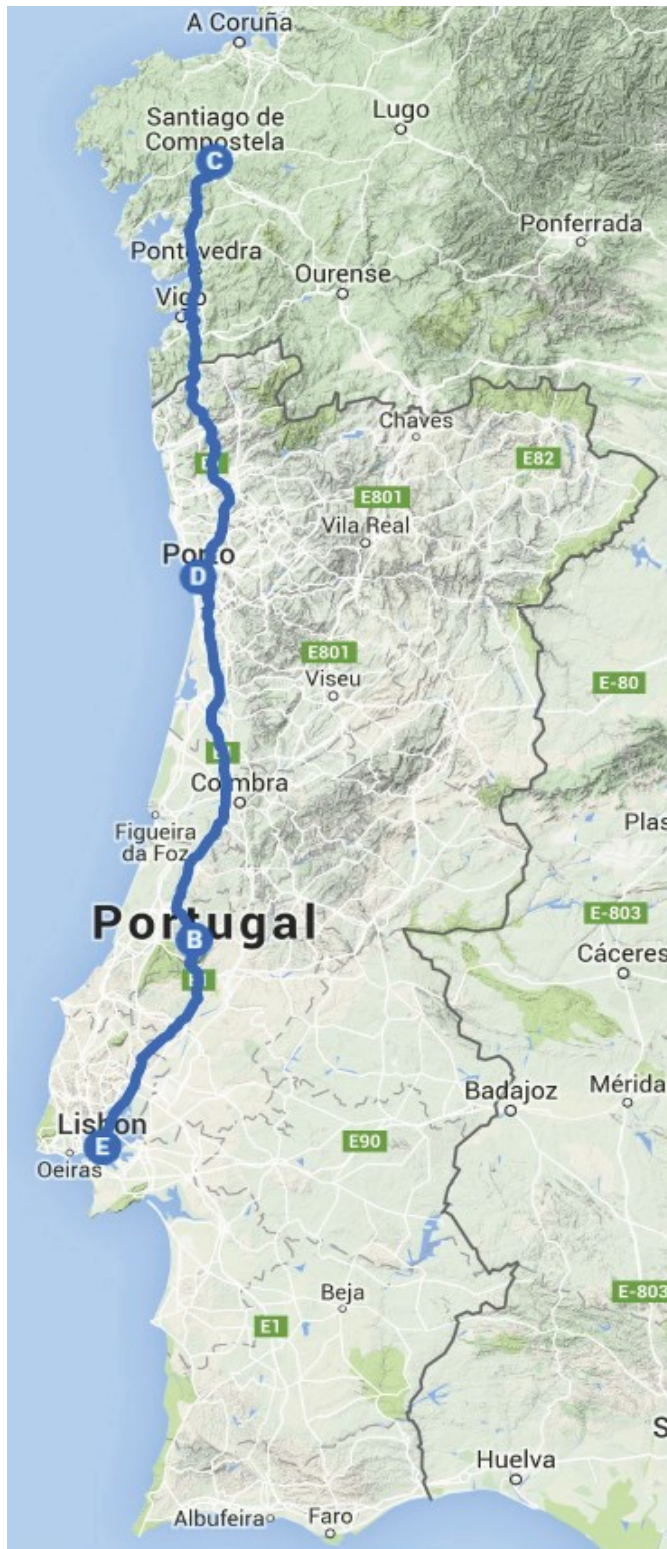 A Coruña
Santiago de
Compostela
Lugo
C
Ponferrada
Pontevedra
Ourense
Vigo
Chaves
E82
E801
Vila Real
Porto
D
E801
Viseu
E-80
Coimbra
Figueira
da Foz
Plas
Portugal
E-803
B
E1
Cáceres
Badajoz
Mérida
Lisbon
E
Oeiras
E90
E-803
Beja
E1
S
Huelva
Albufeira
Faro